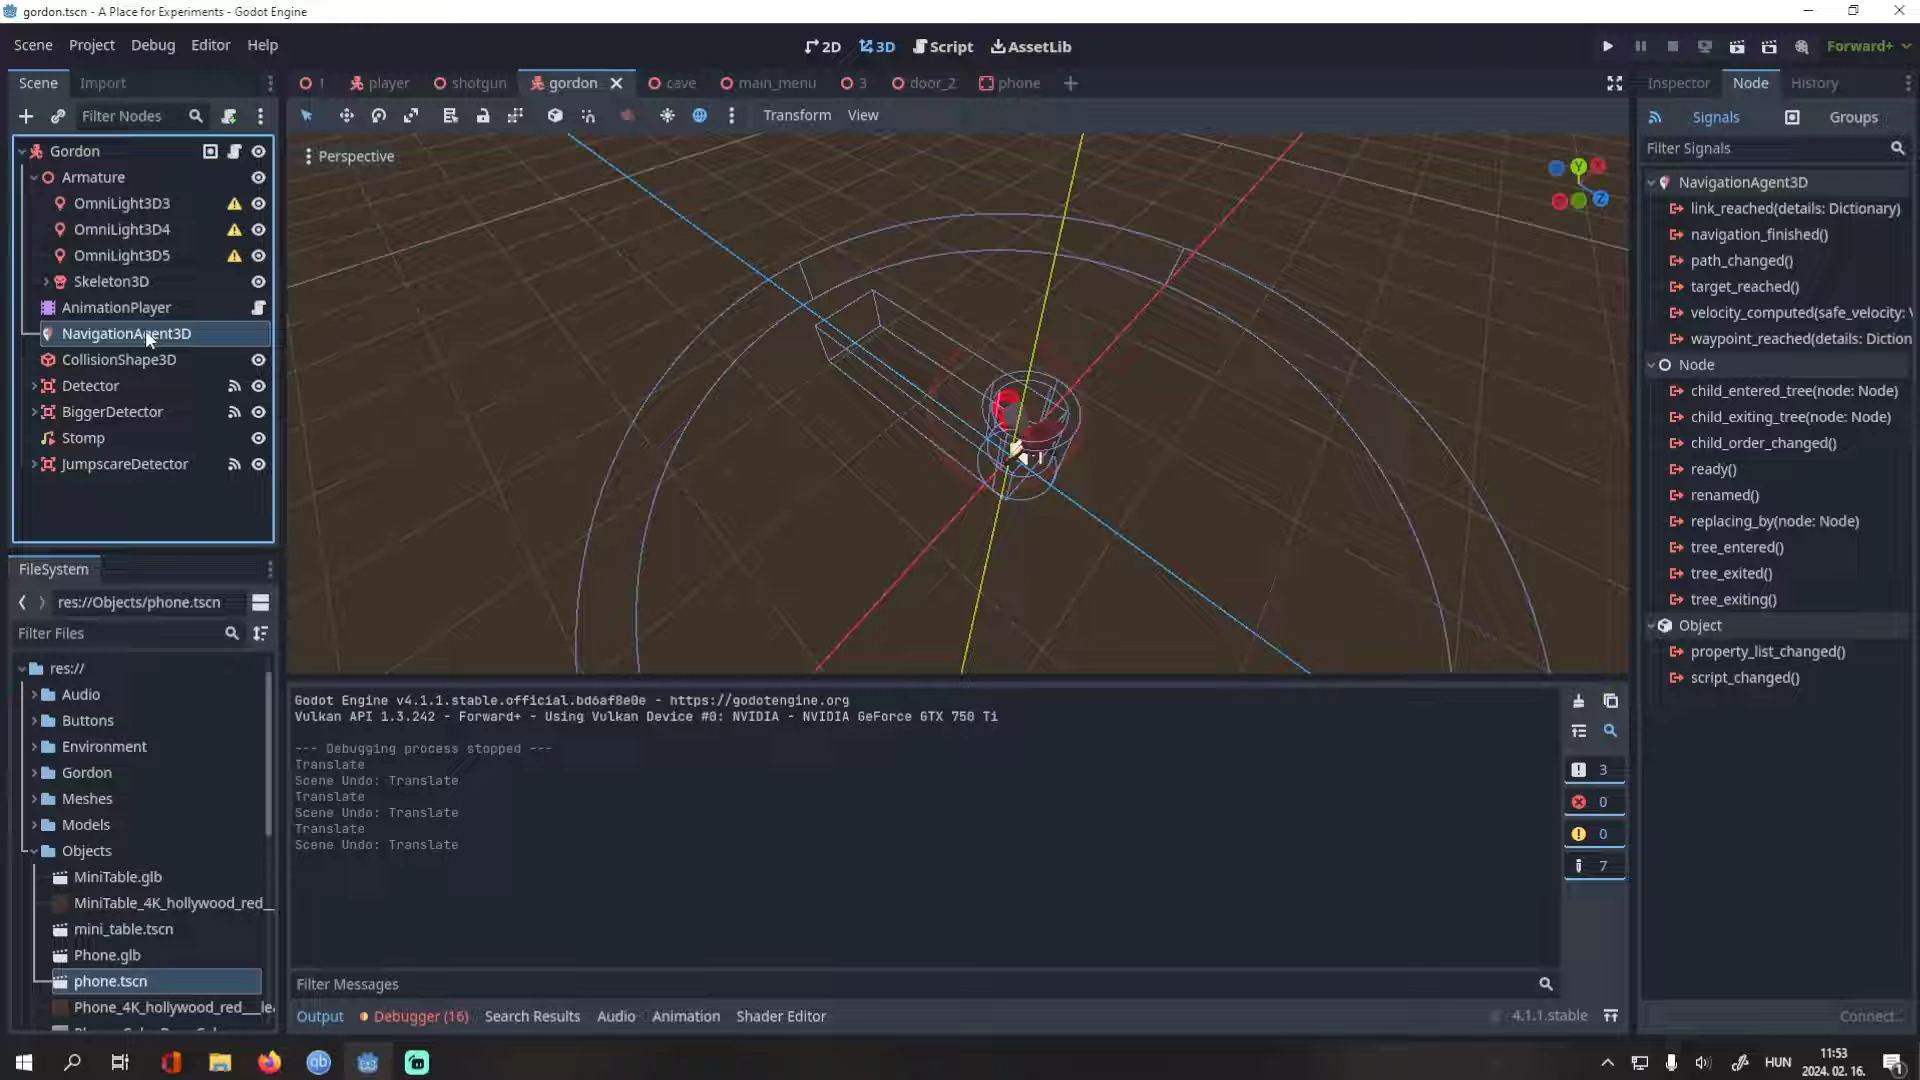 gordon.tscn - A Place for Experiments - Godot Engine
Scene Project Debug Editor Help
2D 3D Script AssetLib
Forward+
Scene Import
1 player shotgun gordon cave main_menu 3 door_2 phone
Inspector Node History
Filter Nodes
Transform View
Signals Groups
Filter Signals
Gordon
Armature
OmniLight3D3
OmniLight3D4
OmniLight3D5
Skeleton3D
AnimationPlayer
NavigationAgent3D
CollisionShape3D
Detector
BiggerDetector
Stomp
JumpscareDetector
Perspective
Y
X
Z
NavigationAgent3D
link_reached(details: Dictionary)
navigation_finished()
path_changed()
target_reached()
velocity_computed(safe_velocity:
waypoint_reached(details: Diction
Node
child_entered_tree(node: Node)
child_exiting_tree(node: Node)
child_order_changed()
ready()
renamed()
replacing_by(node: Node)
tree_entered()
tree_exited()
tree_exiting()
Object
property_list_changed()
script_changed()
Connect...
FileSystem
res://Objects/phone.tscn
Filter Files
res://
Audio
Buttons
Environment
Gordon
Meshes
Models
Objects
MiniTable.glb
MiniTable_4K_hollywood_red__
mini_table.tscn
Phone.glb
phone.tscn
Phone_4K_hollywood_red___le
Godot Engine v4.1.1.stable.official.bd6af8e0e - https://godotengine.org
Vulkan API 1.3.242 - Forward+ - Using Vulkan Device #0: NVIDIA - NVIDIA GeForce GTX 750 Ti
--- Debugging process stopped ---
Translate
Scene Undo: Translate
Translate
Scene Undo: Translate
Translate
Scene Undo: Translate
3
0
0
7
Filter Messages
Output Debugger (16) Search Results Audio Animation Shader Editor
4.1.1.stable
qb
HUN
11:53
2024. 02. 16.
1